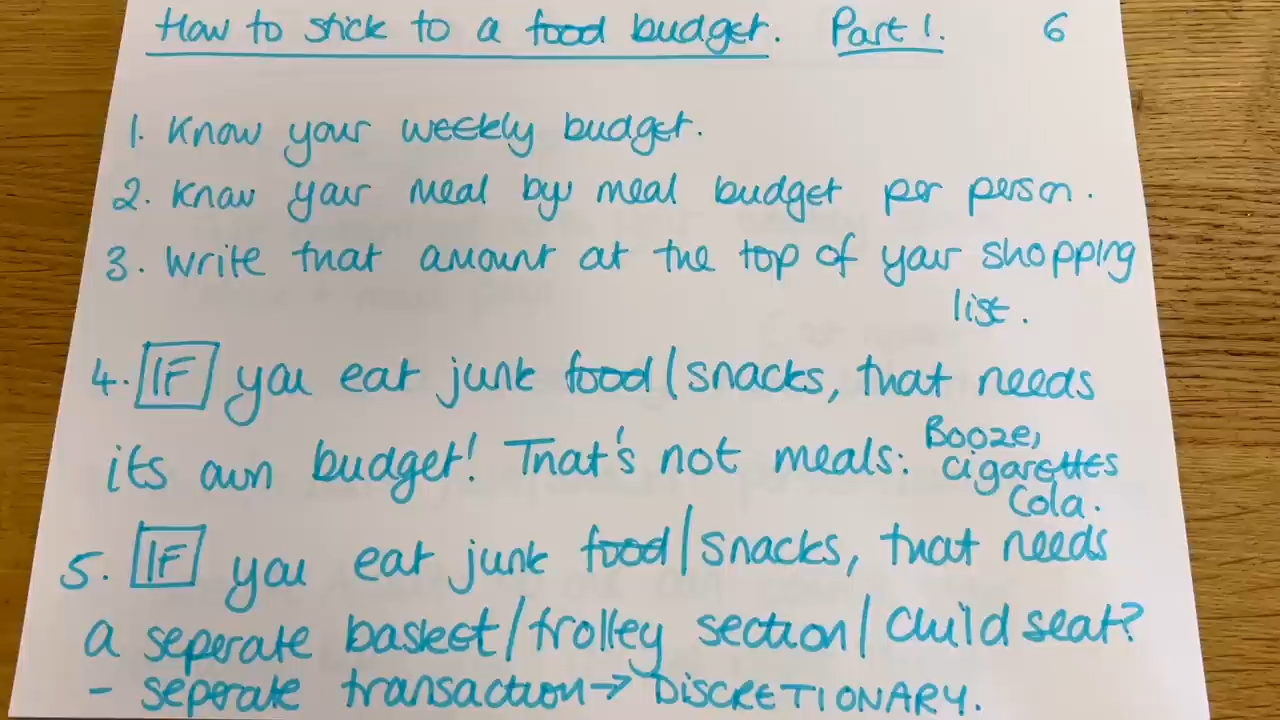 How to stick to a food budget. Part 1. 6
1. Know your weekly budget.
2. Know your meal by meal budget per person.
3. Write that amount at the top of your shopping
list.
4. IF you eat junk food/snacks, that needs
its own budget! That's not meals. Booze,
cigarettes
Cola.
5. IF you eat junk food/snacks, that needs
a seperate basket/trolley section/child seat?
- seperate transaction → DISCRETIONARY.